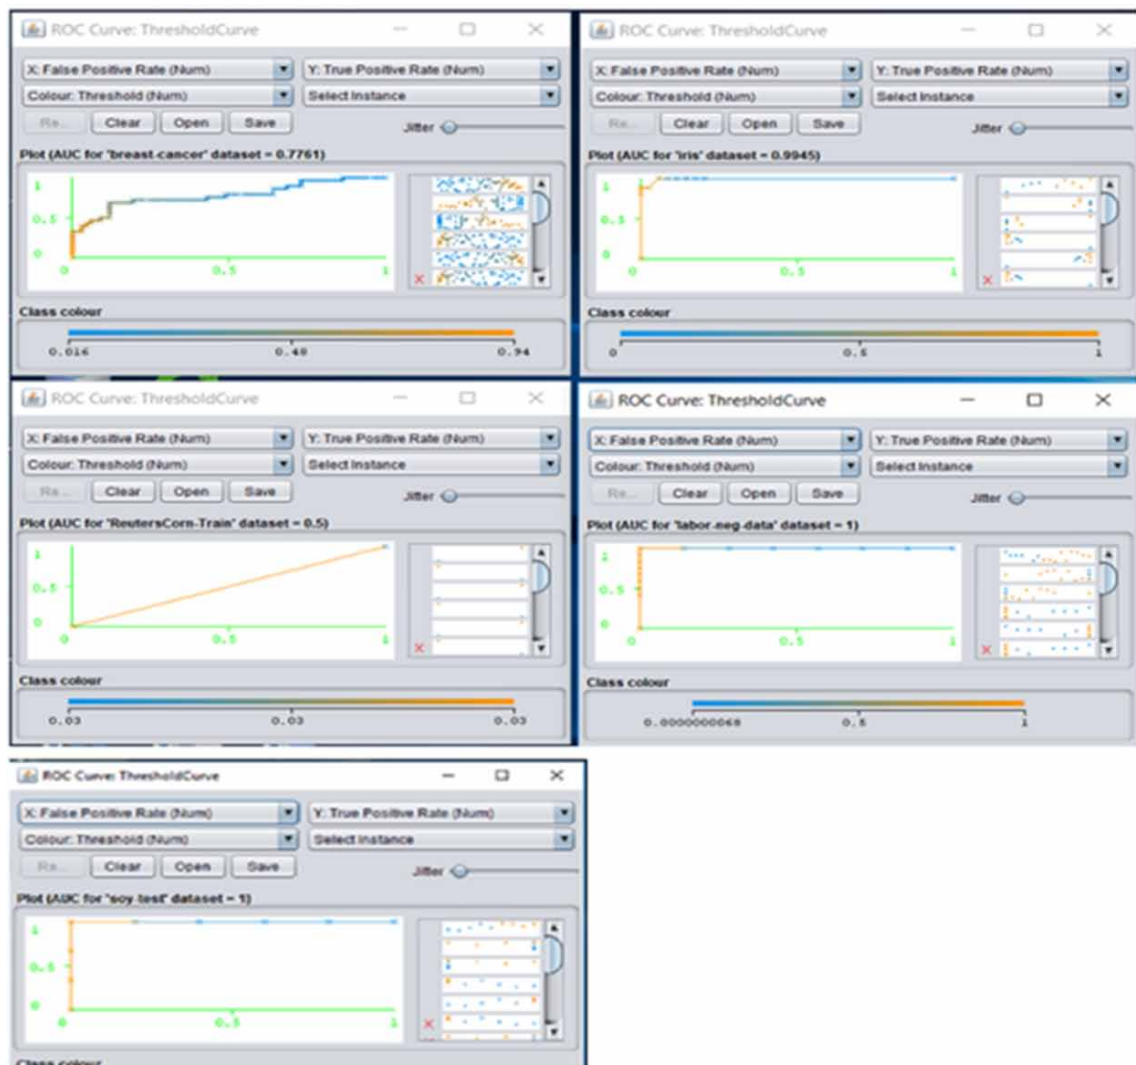 ROC Curve: ThresholdCurve
X: False Positive Rate (Num) Y: True Positive Rate (Num)
Colour: Threshold (Num) Select Instance
Re... Clear Open Save Jitter
Plot (AUC for 'breast-cancer' dataset = 0.7761)
1
0.5
0
0 0.5 1
X
Class colour
0.016 0.48 0.94
ROC Curve: ThresholdCurve
X: False Positive Rate (Num) Y: True Positive Rate (Num)
Colour: Threshold (Num) Select Instance
Re... Clear Open Save Jitter
Plot (AUC for 'iris' dataset = 0.9945)
1
0.5
0
0 0.5 1
X
Class colour
0 0.5 1
ROC Curve: ThresholdCurve
X: False Positive Rate (Num) Y: True Positive Rate (Num)
Colour: Threshold (Num) Select Instance
Re... Clear Open Save Jitter
Plot (AUC for 'ReutersCorn-Train' dataset = 0.5)
1
0.5
0
0 0.5 1
X
Class colour
0.03 0.03 0.03
ROC Curve: ThresholdCurve
X: False Positive Rate (Num) Y: True Positive Rate (Num)
Colour: Threshold (Num) Select Instance
Re... Clear Open Save Jitter
Plot (AUC for 'labor-neg-data' dataset = 1)
1
0.5
0
0 0.5 1
X
Class colour
0.0000000068 0.5 1
ROC Curve: ThresholdCurve
X: False Positive Rate (Num) Y: True Positive Rate (Num)
Colour: Threshold (Num) Select Instance
Re... Clear Open Save Jitter
Plot (AUC for 'soy-test' dataset = 1)
1
0.5
0
0 0.5 1
X
Class colour